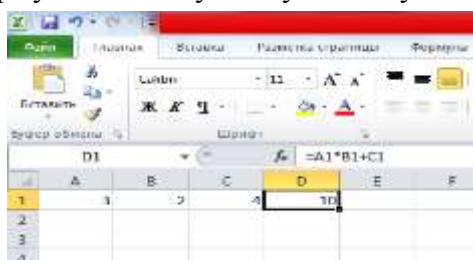 Файл Главная Вставка Разметка страницы Формулы
Calibri 11 A A
Вставить Ж К Ч A
Буфер обмена Шрифт
D1 fx =A1*B1+C1
A B C D E F
1 3 2 4 10
2
3
4